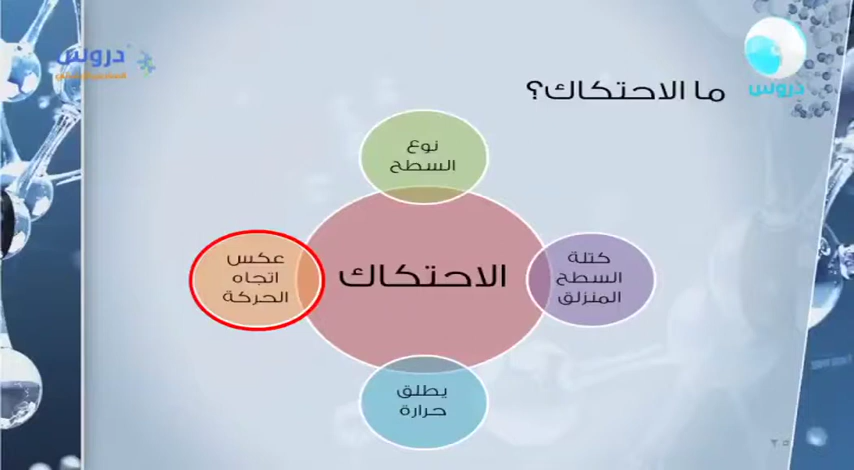 دروس
دروس
ما الاحتكاك؟
نوع
السطح
كتلة
السطح
المنزلق
الاحتكاك
عكس
اتجاه
الحركة
يطلق
حرارة